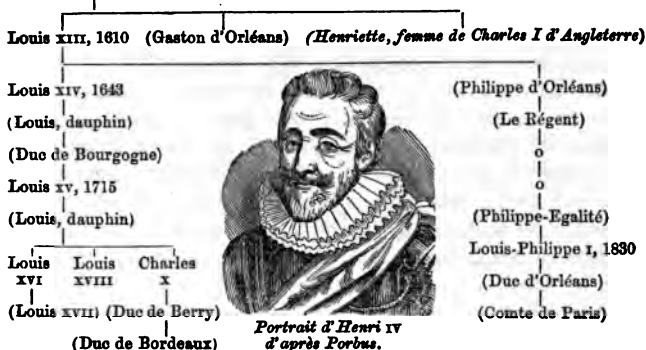 Louis XIII, 1610 (Gaston d'Orléans) (Henriette, femme de Charles I d'Angleterre)
Louis XIV, 1643 (Philippe d'Orléans)
(Louis, dauphin) (Le Régent)
(Duc de Bourgogne) o
Louis XV, 1715 o
(Louis, dauphin) (Philippe-Egalité)
Louis Louis Charles Louis-Philippe I, 1830
XVI XVIII X (Duc d'Orléans)
(Louis XVII) (Duc de Berry) (Comte de Paris)
Portrait d'Henri IV
(Duc de Bordeaux) d'après Porbus.